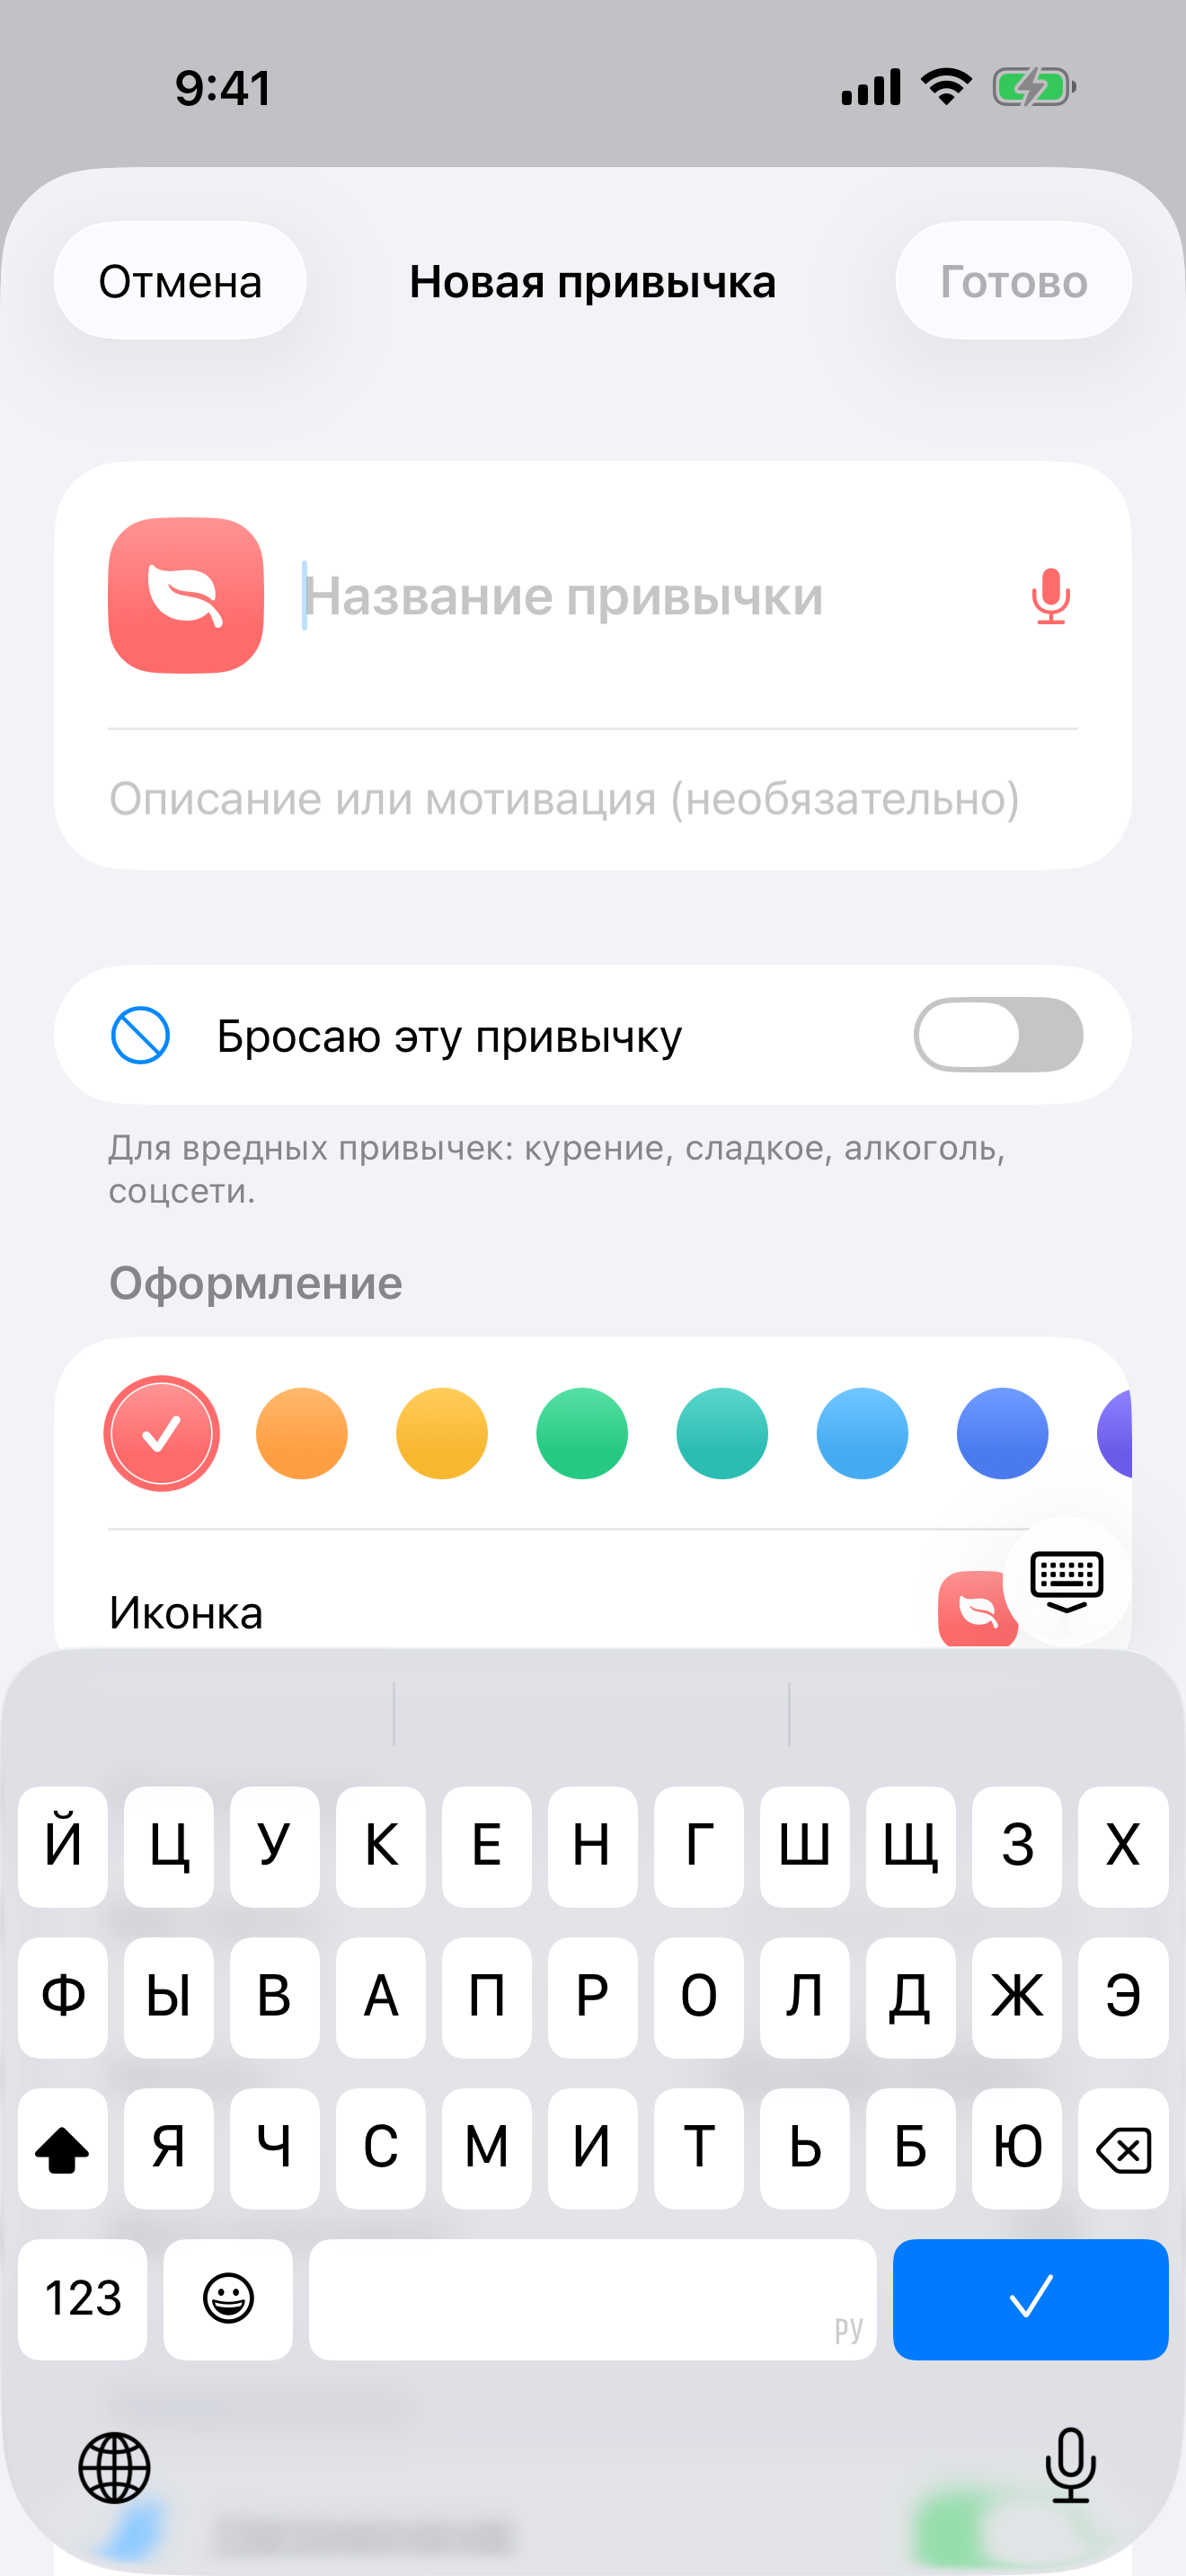 9:41
Отмена
Новая привычка
Готово
Название привычки
Описание или мотивация (необязательно)
Бросаю эту привычку
Для вредных привычек: курение, сладкое, алкоголь,
соцсети.
Оформление
Иконка
Й Ц У К Е Н Г Ш Щ З Х
Ф Ы В А П Р О Л Д Ж Э
Я Ч С М И Т Ь Б Ю
123
РУ